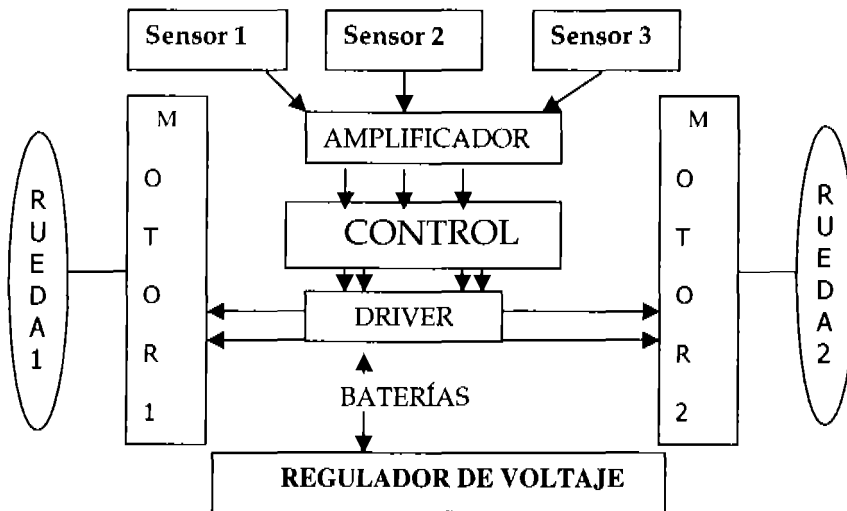 Sensor 1 Sensor 2 Sensor 3
AMPLIFICADOR
CONTROL
DRIVER
BATERÍAS
REGULADOR DE VOLTAJE
RUEDA1
MOTOR1
MOTOR2
RUEDA2